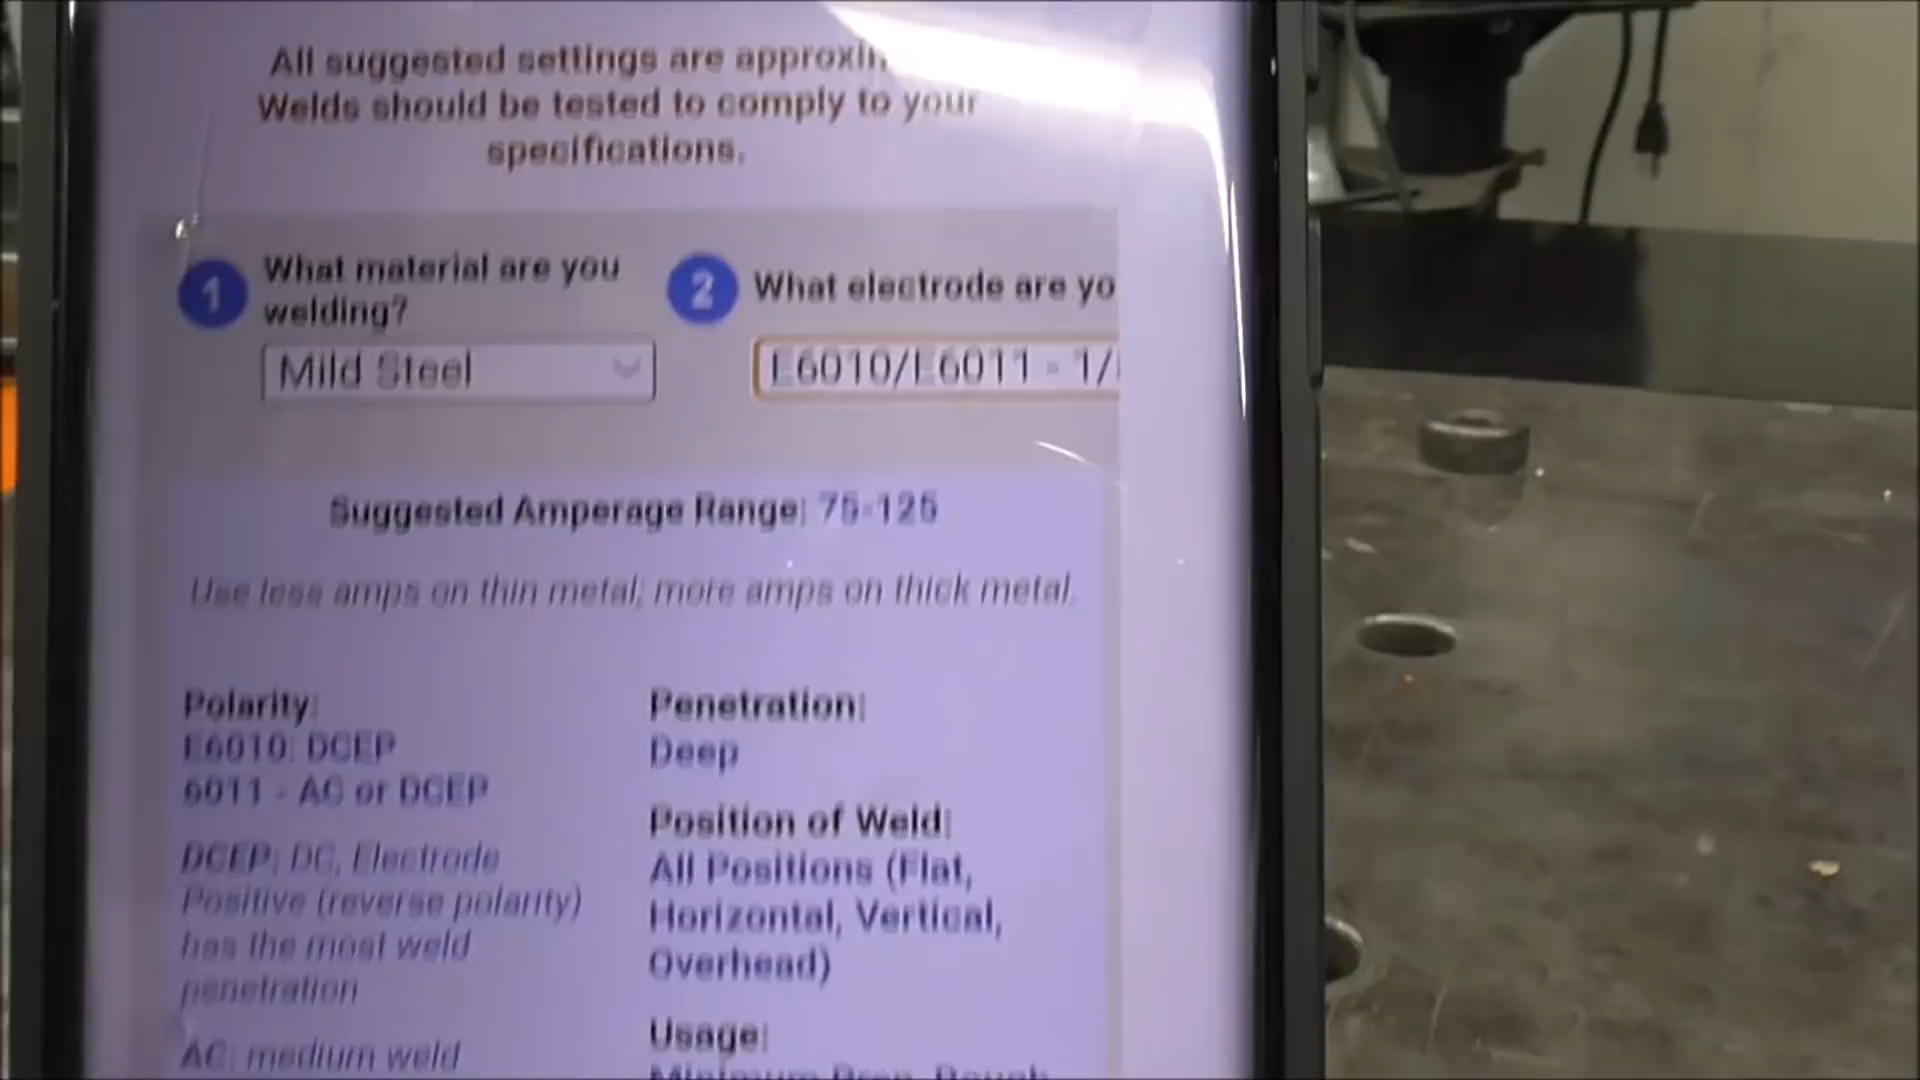 All suggested settings are
Welds should be tested to comply to your
specifications.
1 What material are you
welding?
2 What electrode are
Mild Steel
E6010/E6011 - 1/
Suggested Amperage Range: 75-125
Use less amps on thin metal; more amps on thick metal.
Polarity:
E6010: DCEP
6011 - AC or DCEP
DCEP: DC, Electrode
Positive (reverse polarity)
has the most weld
penetration
AC: medium weld
Penetration:
Deep
Position of Weld:
All Positions (Flat,
Horizontal, Vertical,
Overhead)
Usage: